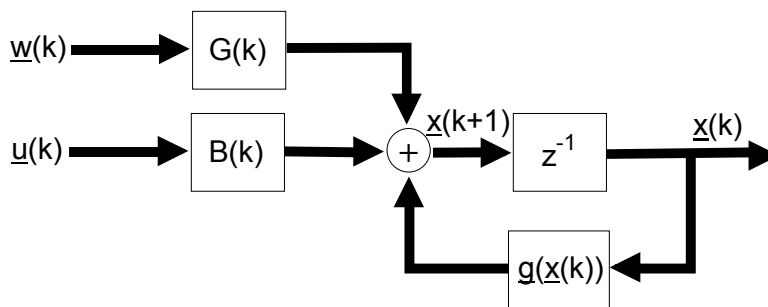 w(k)
G(k)
u(k)
B(k)
+
x(k+1)
z⁻¹
x(k)
g(x(k))